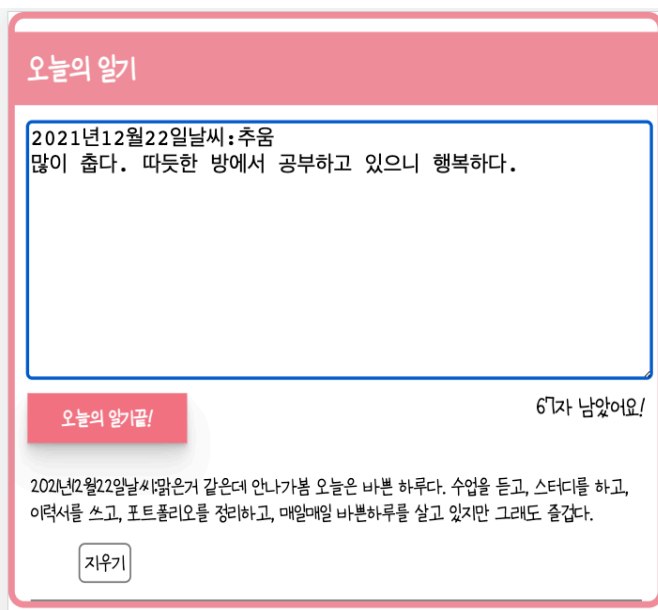 오늘의 일기
2021년12월22일날씨:추움
많이 춥다. 따듯한 방에서 공부하고 있으니 행복하다.
67자 남았어요!
오늘의 일기끝!
2021년12월22일날씨:맑은거 같은데 안나가봄 오늘은 바쁜 하루다. 수업을 듣고, 스터디를 하고,
이력서를 쓰고, 포트폴리오를 정리하고, 매일매일 바쁜하루를 살고 있지만 그래도 즐겁다.
지우기